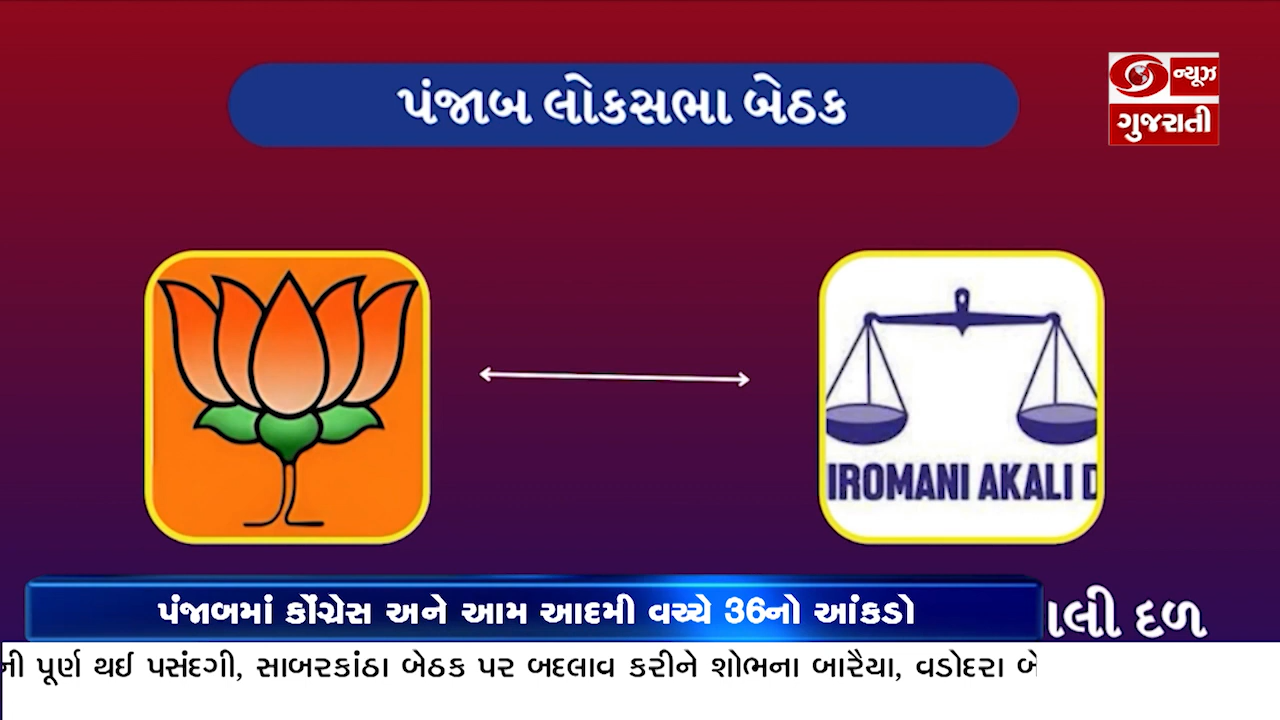 પંજાબ લોકસભા બેઠક
ન્યૂઝ
ગુજરાતી
IROMANI AKALI D
પંજાબમાં કોંગ્રેસ અને આમ આદમી વચ્ચે 36નો આંકડો
ાલી દળ
ની પૂર્ણ થઈ પસંદગી, સાબરકાંઠા બેઠક પર બદલાવ કરીને શોભના બારૈયા, વડોદરા બે